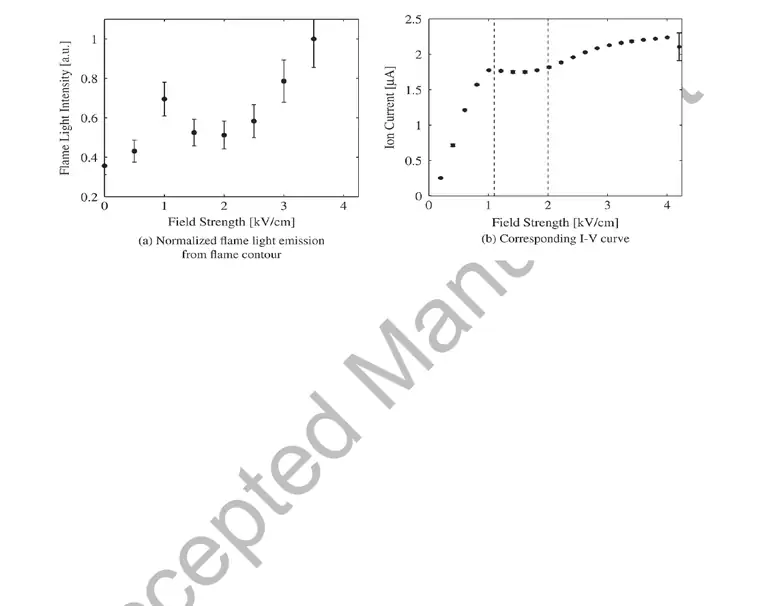 Flame Light Intensity [a.u.]
1
0.8
0.6
0.4
0.2
0 1 2 3 4
Field Strength [kV/cm]
(a) Normalized flame light emission
from flame contour
Ion Current [µA]
2.5
2
1.5
1
0.5
0
0 1 2 3 4
Field Strength [kV/cm]
(b) Corresponding I-V curve